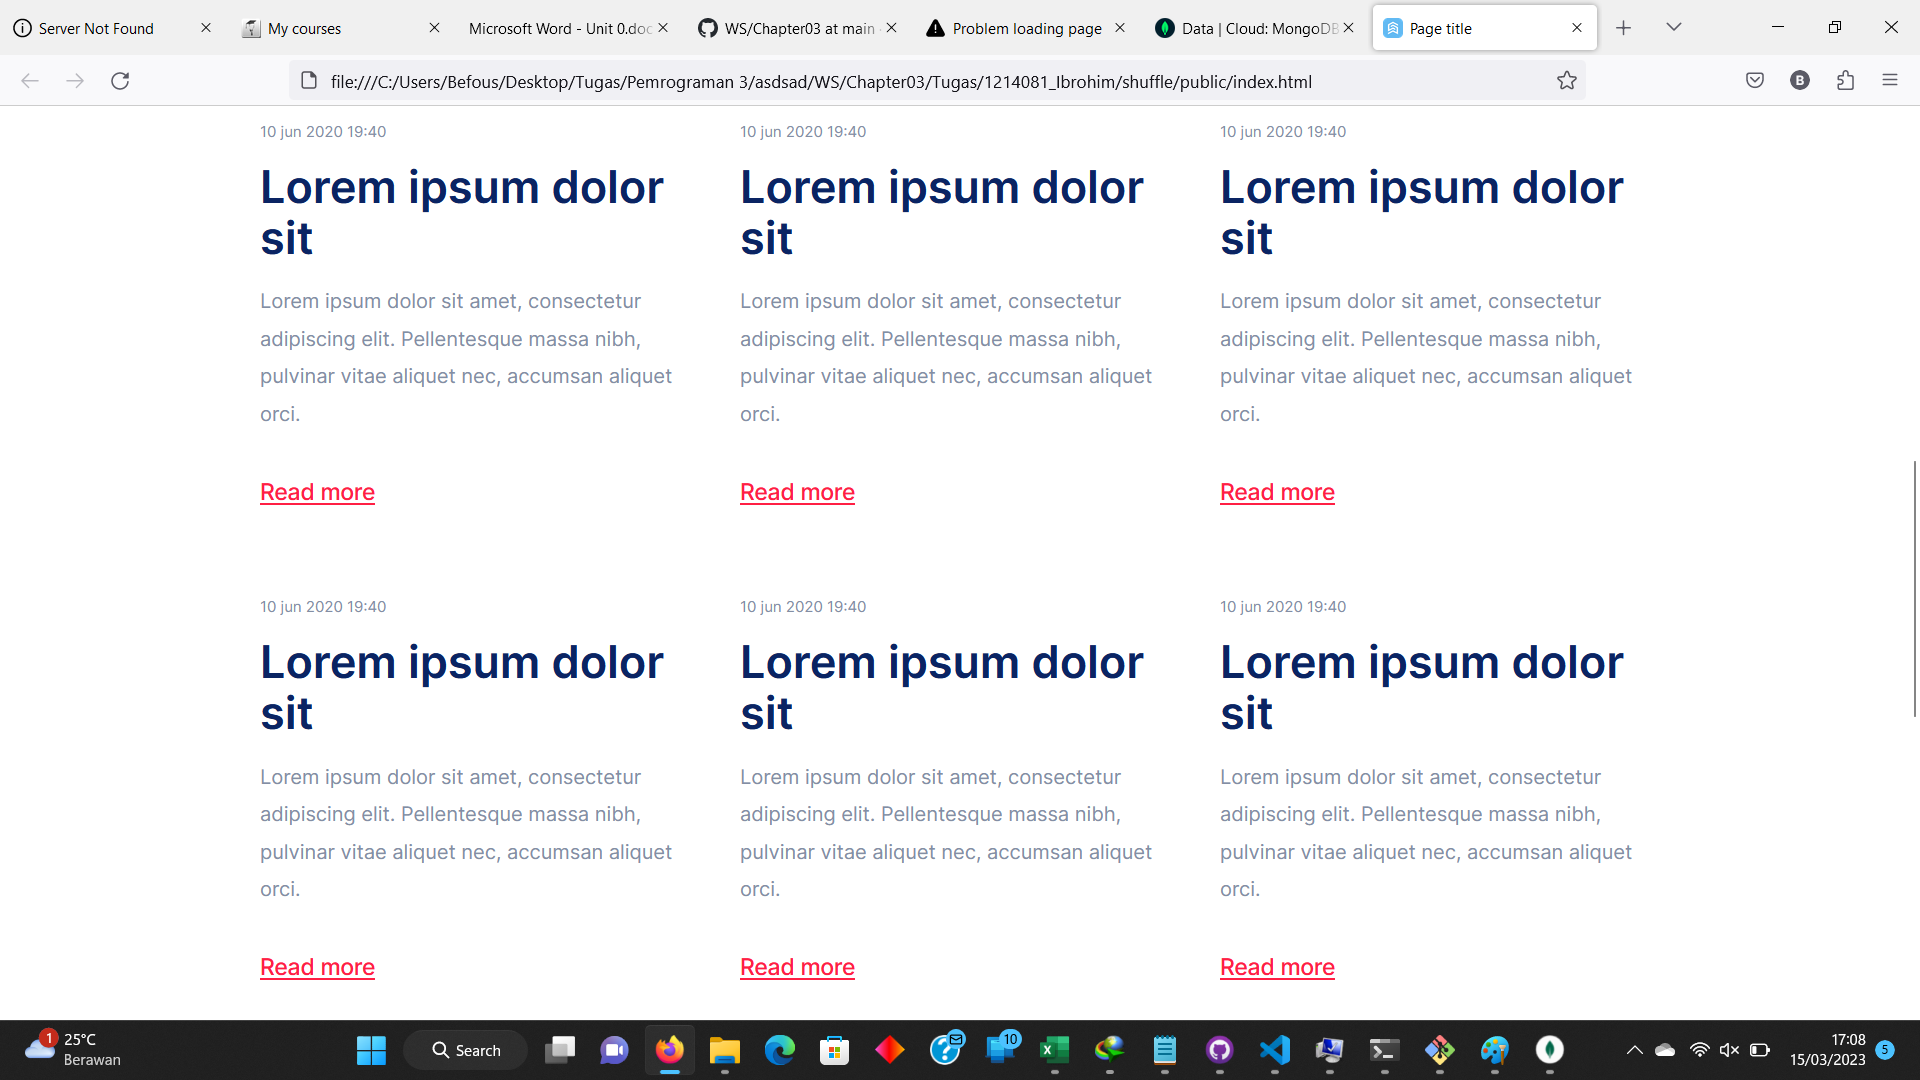 Server Not Found
My courses
Microsoft Word - Unit 0.doc
WS/Chapter03 at main
Problem loading page
Data | Cloud: MongoDB
Page title
file:///C:/Users/Befous/Desktop/Tugas/Pemrograman 3/asdsad/WS/Chapter03/Tugas/1214081_Ibrohim/shuffle/public/index.html
B
10 jun 2020 19:40
Lorem ipsum dolor
sit
Lorem ipsum dolor sit amet, consectetur
adipiscing elit. Pellentesque massa nibh,
pulvinar vitae aliquet nec, accumsan aliquet
orci.
Read more
10 jun 2020 19:40
Lorem ipsum dolor
sit
Lorem ipsum dolor sit amet, consectetur
adipiscing elit. Pellentesque massa nibh,
pulvinar vitae aliquet nec, accumsan aliquet
orci.
Read more
10 jun 2020 19:40
Lorem ipsum dolor
sit
Lorem ipsum dolor sit amet, consectetur
adipiscing elit. Pellentesque massa nibh,
pulvinar vitae aliquet nec, accumsan aliquet
orci.
Read more
10 jun 2020 19:40
Lorem ipsum dolor
sit
Lorem ipsum dolor sit amet, consectetur
adipiscing elit. Pellentesque massa nibh,
pulvinar vitae aliquet nec, accumsan aliquet
orci.
Read more
10 jun 2020 19:40
Lorem ipsum dolor
sit
Lorem ipsum dolor sit amet, consectetur
adipiscing elit. Pellentesque massa nibh,
pulvinar vitae aliquet nec, accumsan aliquet
orci.
Read more
10 jun 2020 19:40
Lorem ipsum dolor
sit
Lorem ipsum dolor sit amet, consectetur
adipiscing elit. Pellentesque massa nibh,
pulvinar vitae aliquet nec, accumsan aliquet
orci.
Read more
1
25°C
Berawan
Search
10
17:08
15/03/2023
5